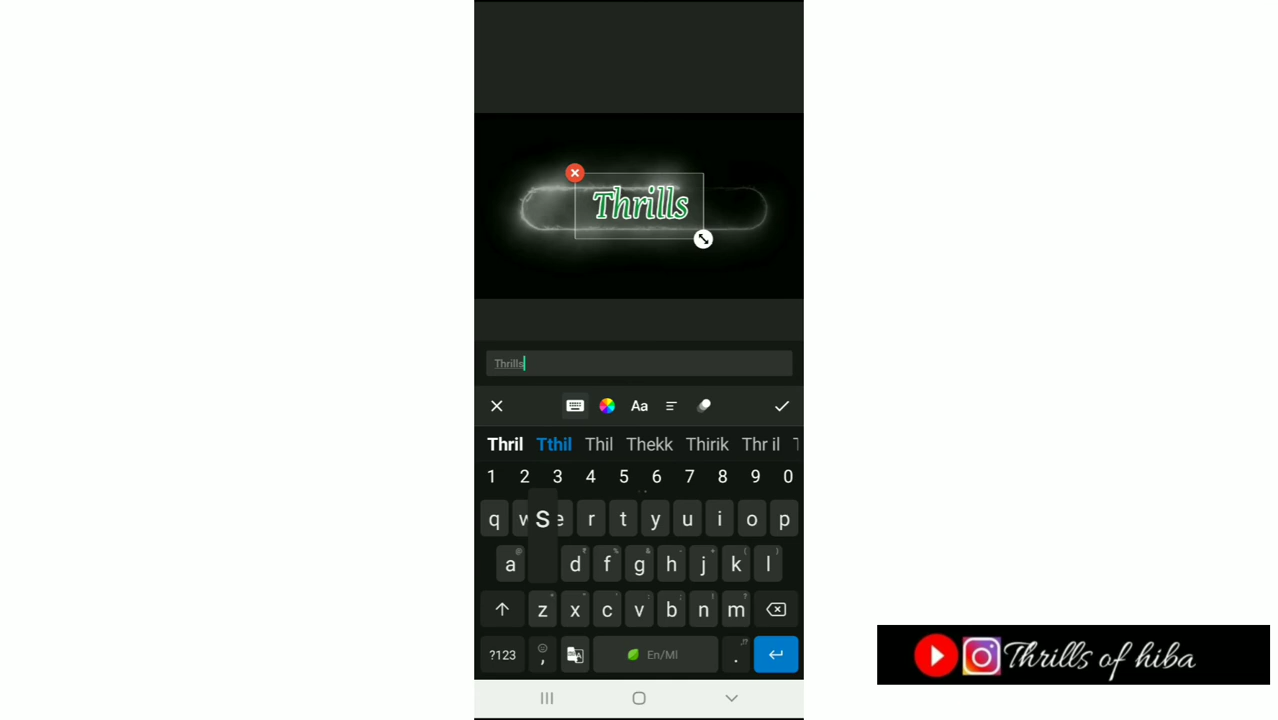 Thrills
Thrills
Aa
Thril Tthil Thil Thekk Thirik Thr il
1 2 3 4 5 6 7 8 9 0
q w S e r t y u i o p
a d f g h j k l
z x c v b n m
?123 , En/Ml .
Thrills of hiba